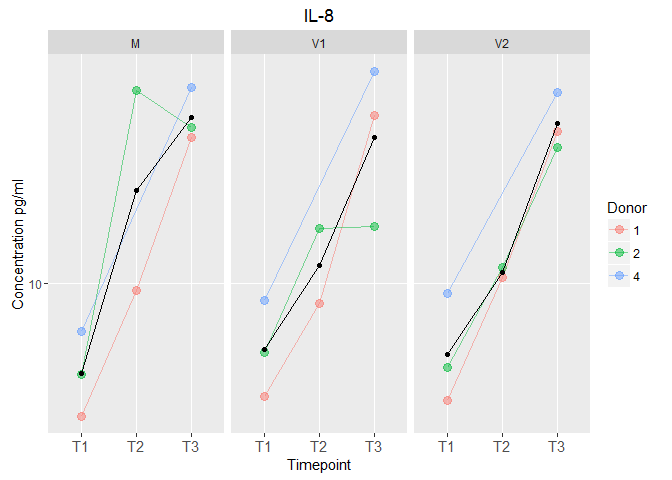 IL-8
M V1 V2
Concentration pg/ml
10
T1 T2 T3 T1 T2 T3 T1 T2 T3
Timepoint
Donor
1
2
4